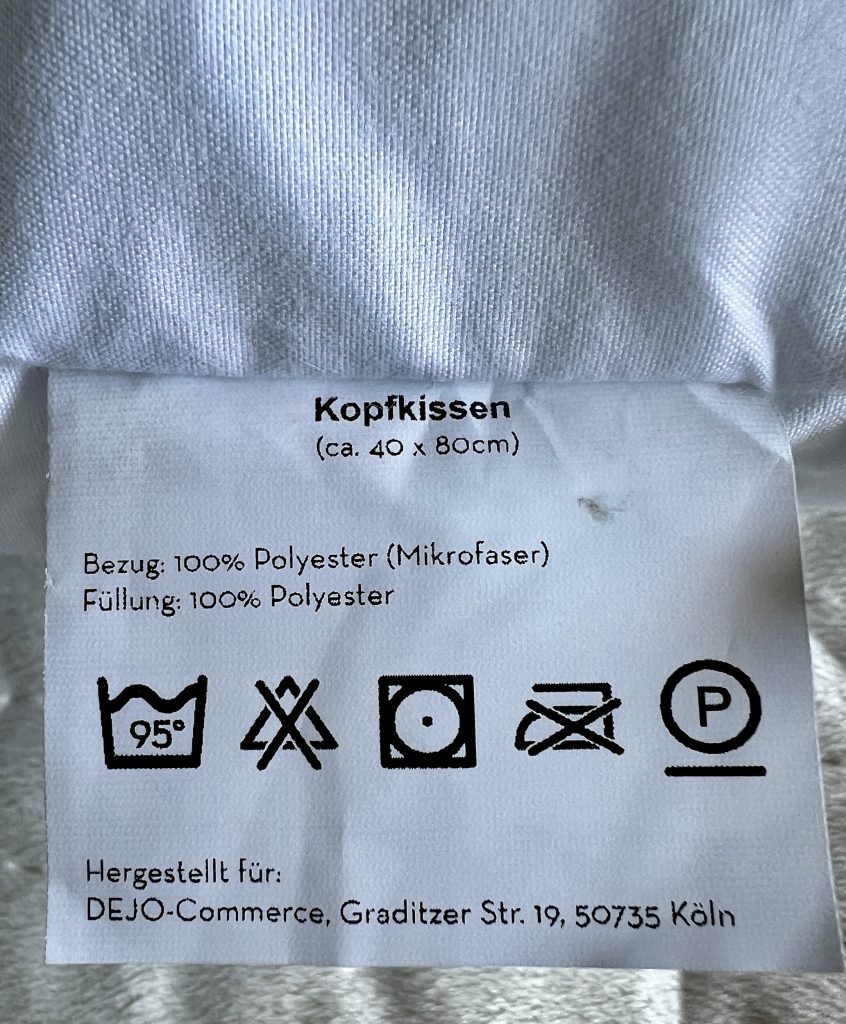 Kopfkissen
(ca. 40 x 80cm)
Bezug: 100% Polyester (Mikrofaser)
Füllung: 100% Polyester
95° P
Hergestellt für:
DEJO-Commerce, Graditzer Str. 19, 50735 Köln